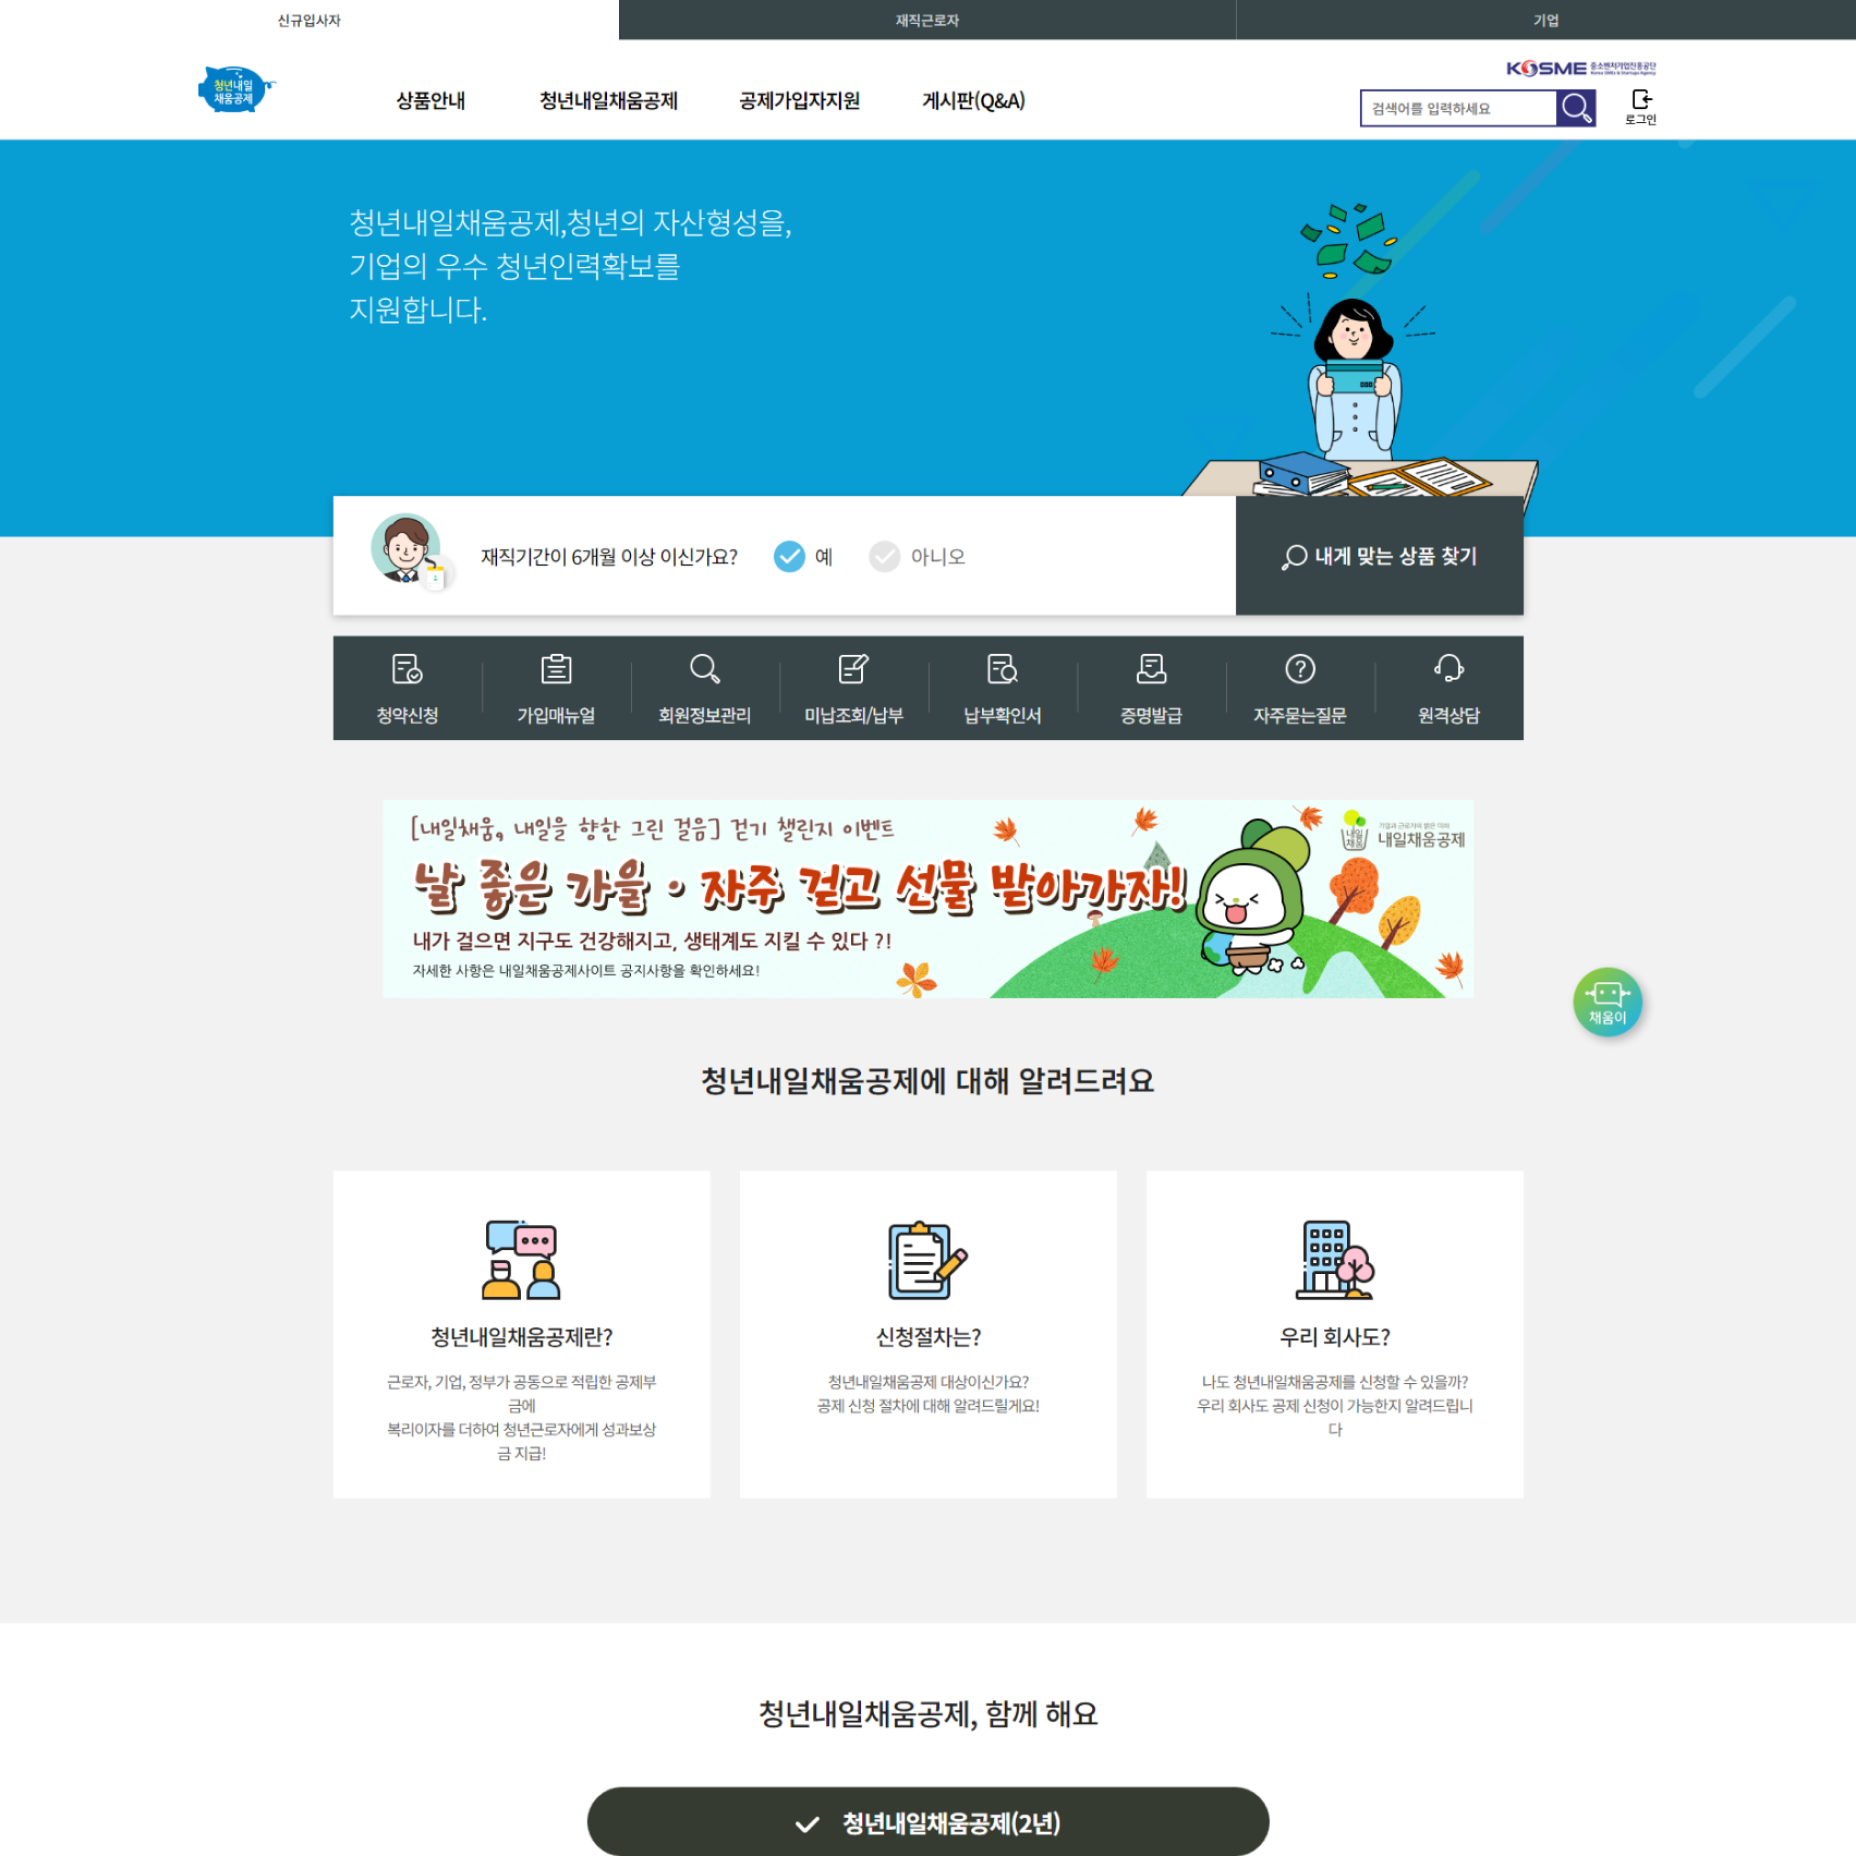 신규입사자
재직근로자
기업
청년내일
채움공제
상품안내
청년내일채움공제
공제가입자지원
게시판(Q&A)
KOSME 중소벤처기업진흥공단
검색어를 입력하세요
로그인
청년내일채움공제,청년의 자산형성을,
기업의 우수 청년인력확보를
지원합니다.
재직기간이 6개월 이상 이신가요?
예
아니오
내게 맞는 상품 찾기
청약신청
가입매뉴얼
회원정보관리
미납조회/납부
납부확인서
증명발급
자주묻는질문
원격상담
[내일채움, 내일을 향한 그린 걸음] 걷기 챌린지 이벤트
날 좋은 가을 · 자주 걷고 선물 받아가자!
내가 걸으면 지구도 건강해지고, 생태계도 지킬 수 있다 ?!
자세한 사항은 내일채움공제사이트 공지사항을 확인하세요!
내일
채움
내일채움공제
채움이
청년내일채움공제에 대해 알려드려요
청년내일채움공제란?
근로자, 기업, 정부가 공동으로 적립한 공제부
금에
복리이자를 더하여 청년근로자에게 성과보상
금 지급!
신청절차는?
청년내일채움공제 대상이신가요?
공제 신청 절차에 대해 알려드릴게요!
우리 회사도?
나도 청년내일채움공제를 신청할 수 있을까?
우리 회사도 공제 신청이 가능한지 알려드립니
다
청년내일채움공제, 함께 해요
청년내일채움공제(2년)